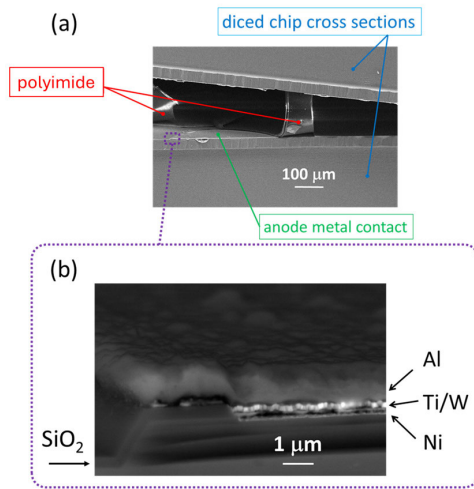 (a)
diced chip cross sections
polyimide
100 μm
anode metal contact
(b)
Al
Ti/W
Ni
SiO2
1 μm